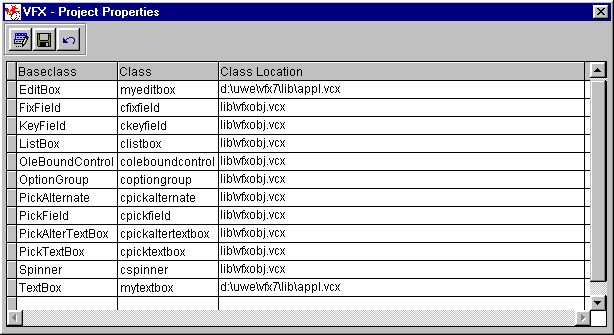 VFX - Project Properties
Baseclass Class Class Location
EditBox myeditbox d:\uwe\vfx7\lib\appl.vcx
FixField cfixfield lib\vfxobj.vcx
KeyField ckeyfield lib\vfxobj.vcx
ListBox clistbox lib\vfxobj.vcx
OleBoundControl coleboundcontrol lib\vfxobj.vcx
OptionGroup coptiongroup lib\vfxobj.vcx
PickAlternate cpickalternate lib\vfxobj.vcx
PickField cpickfield lib\vfxobj.vcx
PickAlterTextBox cpickaltertextbox lib\vfxobj.vcx
PickTextBox cpicktextbox lib\vfxobj.vcx
Spinner cspinner lib\vfxobj.vcx
TextBox mytextbox d:\uwe\vfx7\lib\appl.vcx